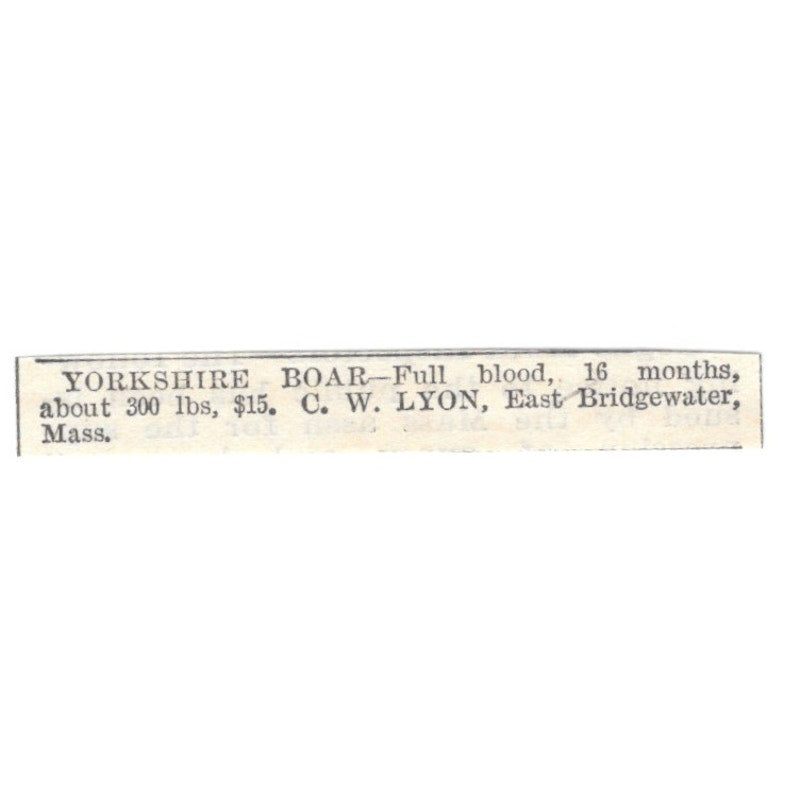 YORKSHIRE BOAR—Full blood, 16 months,
about 300 lbs, $15. C. W. LYON, East Bridgewater,
Mass.